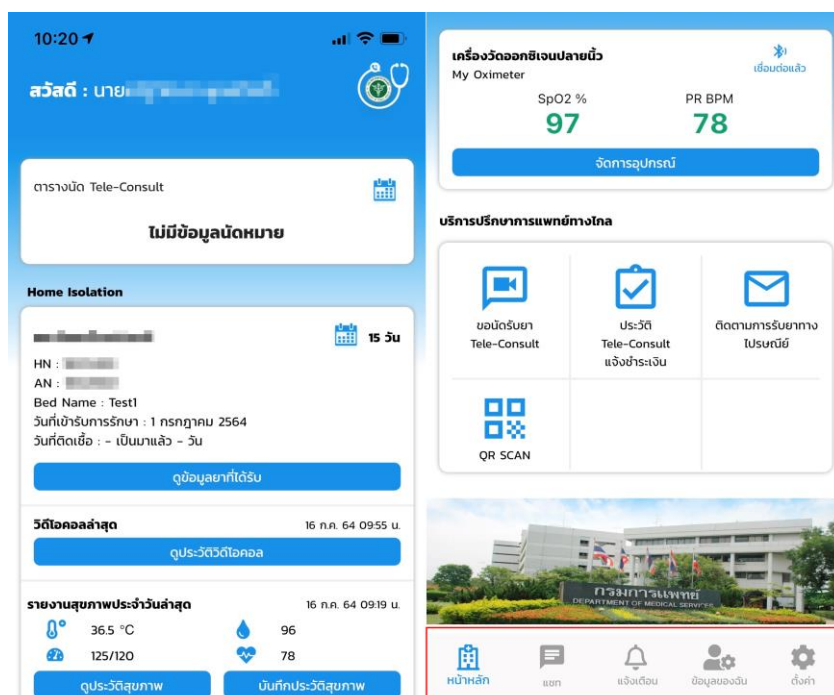 10:20
สวัสดี : นาย
ตารางนัด Tele-Consult
ไม่มีข้อมูลนัดหมาย
Home Isolation
15 วัน
HN :
AN :
Bed Name : Test1
วันที่เข้ารับการรักษา : 1 กรกฎาคม 2564
วันที่ติดเชื้อ : - เป็นมาแล้ว - วัน
ดูข้อมูลยาที่ได้รับ
วิดีโอคอลล่าสุด 16 ก.ค. 64 09:55 น.
ดูประวัติวิดีโอคอล
รายงานสุขภาพประจำวันล่าสุด 16 ก.ค. 64 09:19 น.
36.5 °C 96
125/120 78
ดูประวัติสุขภาพ บันทึกประวัติสุขภาพ
เครื่องวัดออกซิเจนปลายนิ้ว
My Oximeter
เชื่อมต่อแล้ว
SpO2 % PR BPM
97 78
จัดการอุปกรณ์
บริการปรึกษาการแพทย์ทางไกล
ขอนัดรับยา
Tele-Consult
ประวัติ
Tele-Consult
แจ้งชำระเงิน
ติดตามการรับยาทาง
ไปรษณีย์
QR SCAN
กรมการแพทย์
DEPARTMENT OF MEDICAL SERVICES
หน้าหลัก แชท แจ้งเตือน ข้อมูลของฉัน ตั้งค่า